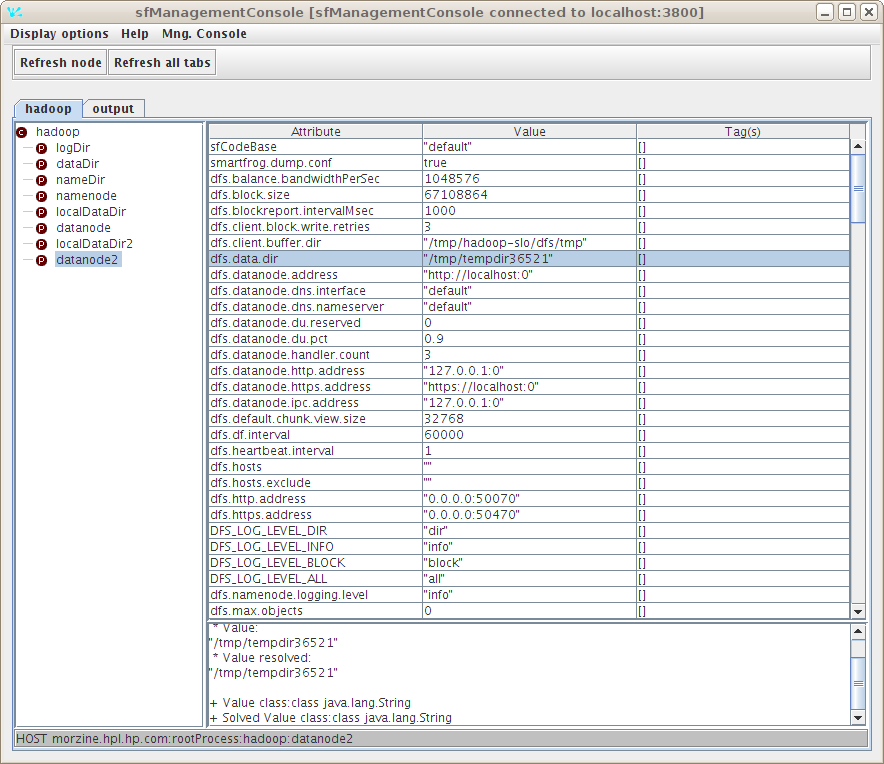 sfManagementConsole [sfManagementConsole connected to localhost:3800]
Display options Help Mng. Console
Refresh node Refresh all tabs
hadoop output
hadoop
logDir
dataDir
nameDir
namenode
localDataDir
datanode
localDataDir2
datanode2
Attribute Value Tag(s)
sfCodeBase "default" []
smartfrog.dump.conf true []
dfs.balance.bandwidthPerSec 1048576 []
dfs.block.size 67108864 []
dfs.blockreport.intervalMsec 1000 []
dfs.client.block.write.retries 3 []
dfs.client.buffer.dir "/tmp/hadoop-slo/dfs/tmp" []
dfs.data.dir "/tmp/tempdir36521" []
dfs.datanode.address "http://localhost:0" []
dfs.datanode.dns.interface "default" []
dfs.datanode.dns.nameserver "default" []
dfs.datanode.du.reserved 0 []
dfs.datanode.du.pct 0.9 []
dfs.datanode.handler.count 3 []
dfs.datanode.http.address "127.0.0.1:0" []
dfs.datanode.https.address "https://localhost:0" []
dfs.datanode.ipc.address "127.0.0.1:0" []
dfs.default.chunk.view.size 32768 []
dfs.df.interval 60000 []
dfs.heartbeat.interval 1 []
dfs.hosts "" []
dfs.hosts.exclude "" []
dfs.http.address "0.0.0.0:50070" []
dfs.https.address "0.0.0.0:50470" []
DFS_LOG_LEVEL_DIR "dir" []
DFS_LOG_LEVEL_INFO "info" []
DFS_LOG_LEVEL_BLOCK "block" []
DFS_LOG_LEVEL_ALL "all" []
dfs.namenode.logging.level "info" []
dfs.max.objects 0 []
* Value:
"/tmp/tempdir36521"
* Value resolved:
"/tmp/tempdir36521"
+ Value class:class java.lang.String
+ Solved Value class:class java.lang.String
HOST morzine.hpl.hp.com:rootProcess:hadoop:datanode2